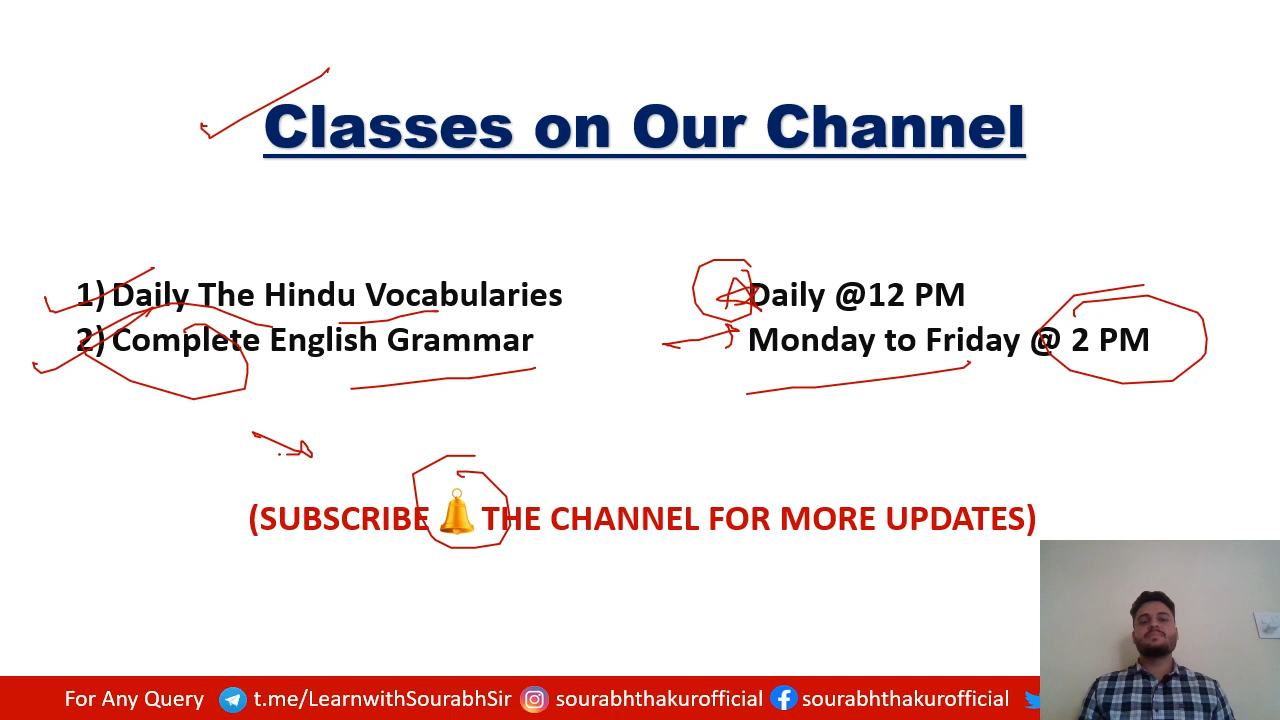 Classes on Our Channel
1) Daily The Hindu Vocabularies Daily @12 PM
2) Complete English Grammar Monday to Friday @ 2 PM
(SUBSCRIBE 🔔 THE CHANNEL FOR MORE UPDATES)
For Any Query t.me/LearnwithSourabhSir sourabhthakurofficial sourabhthakurofficial